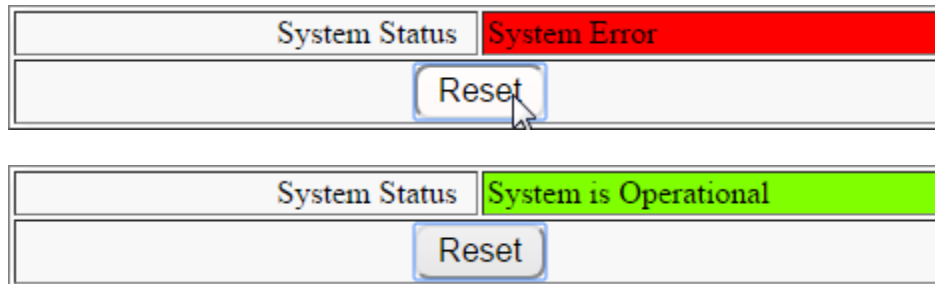 System Status System Error
Reset
System Status System is Operational
Reset